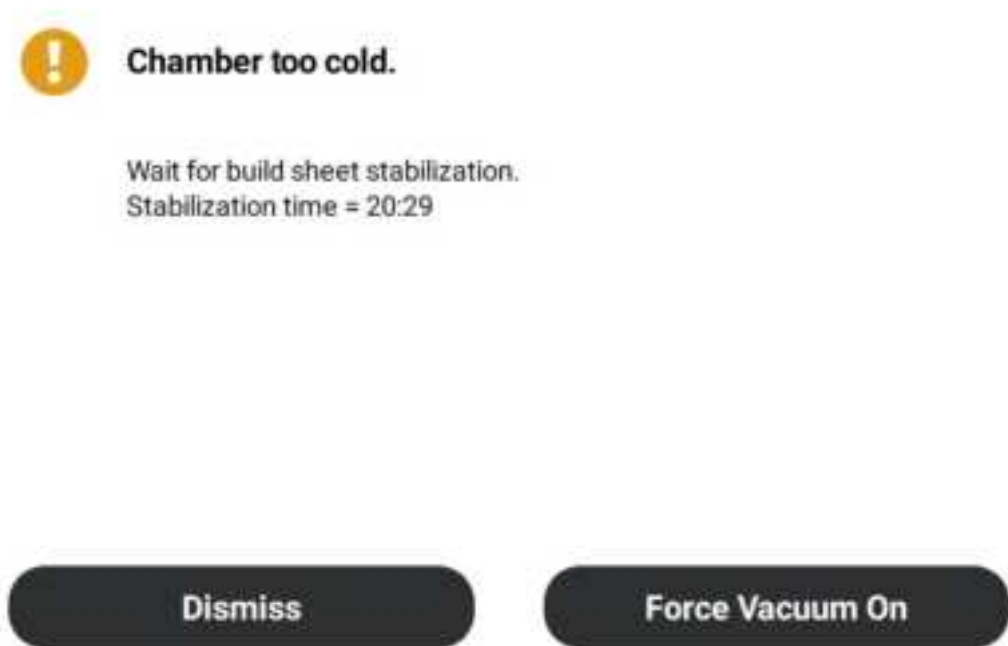 Chamber too cold.
Wait for build sheet stabilization.
Stabilization time = 20:29
Dismiss
Force Vacuum On